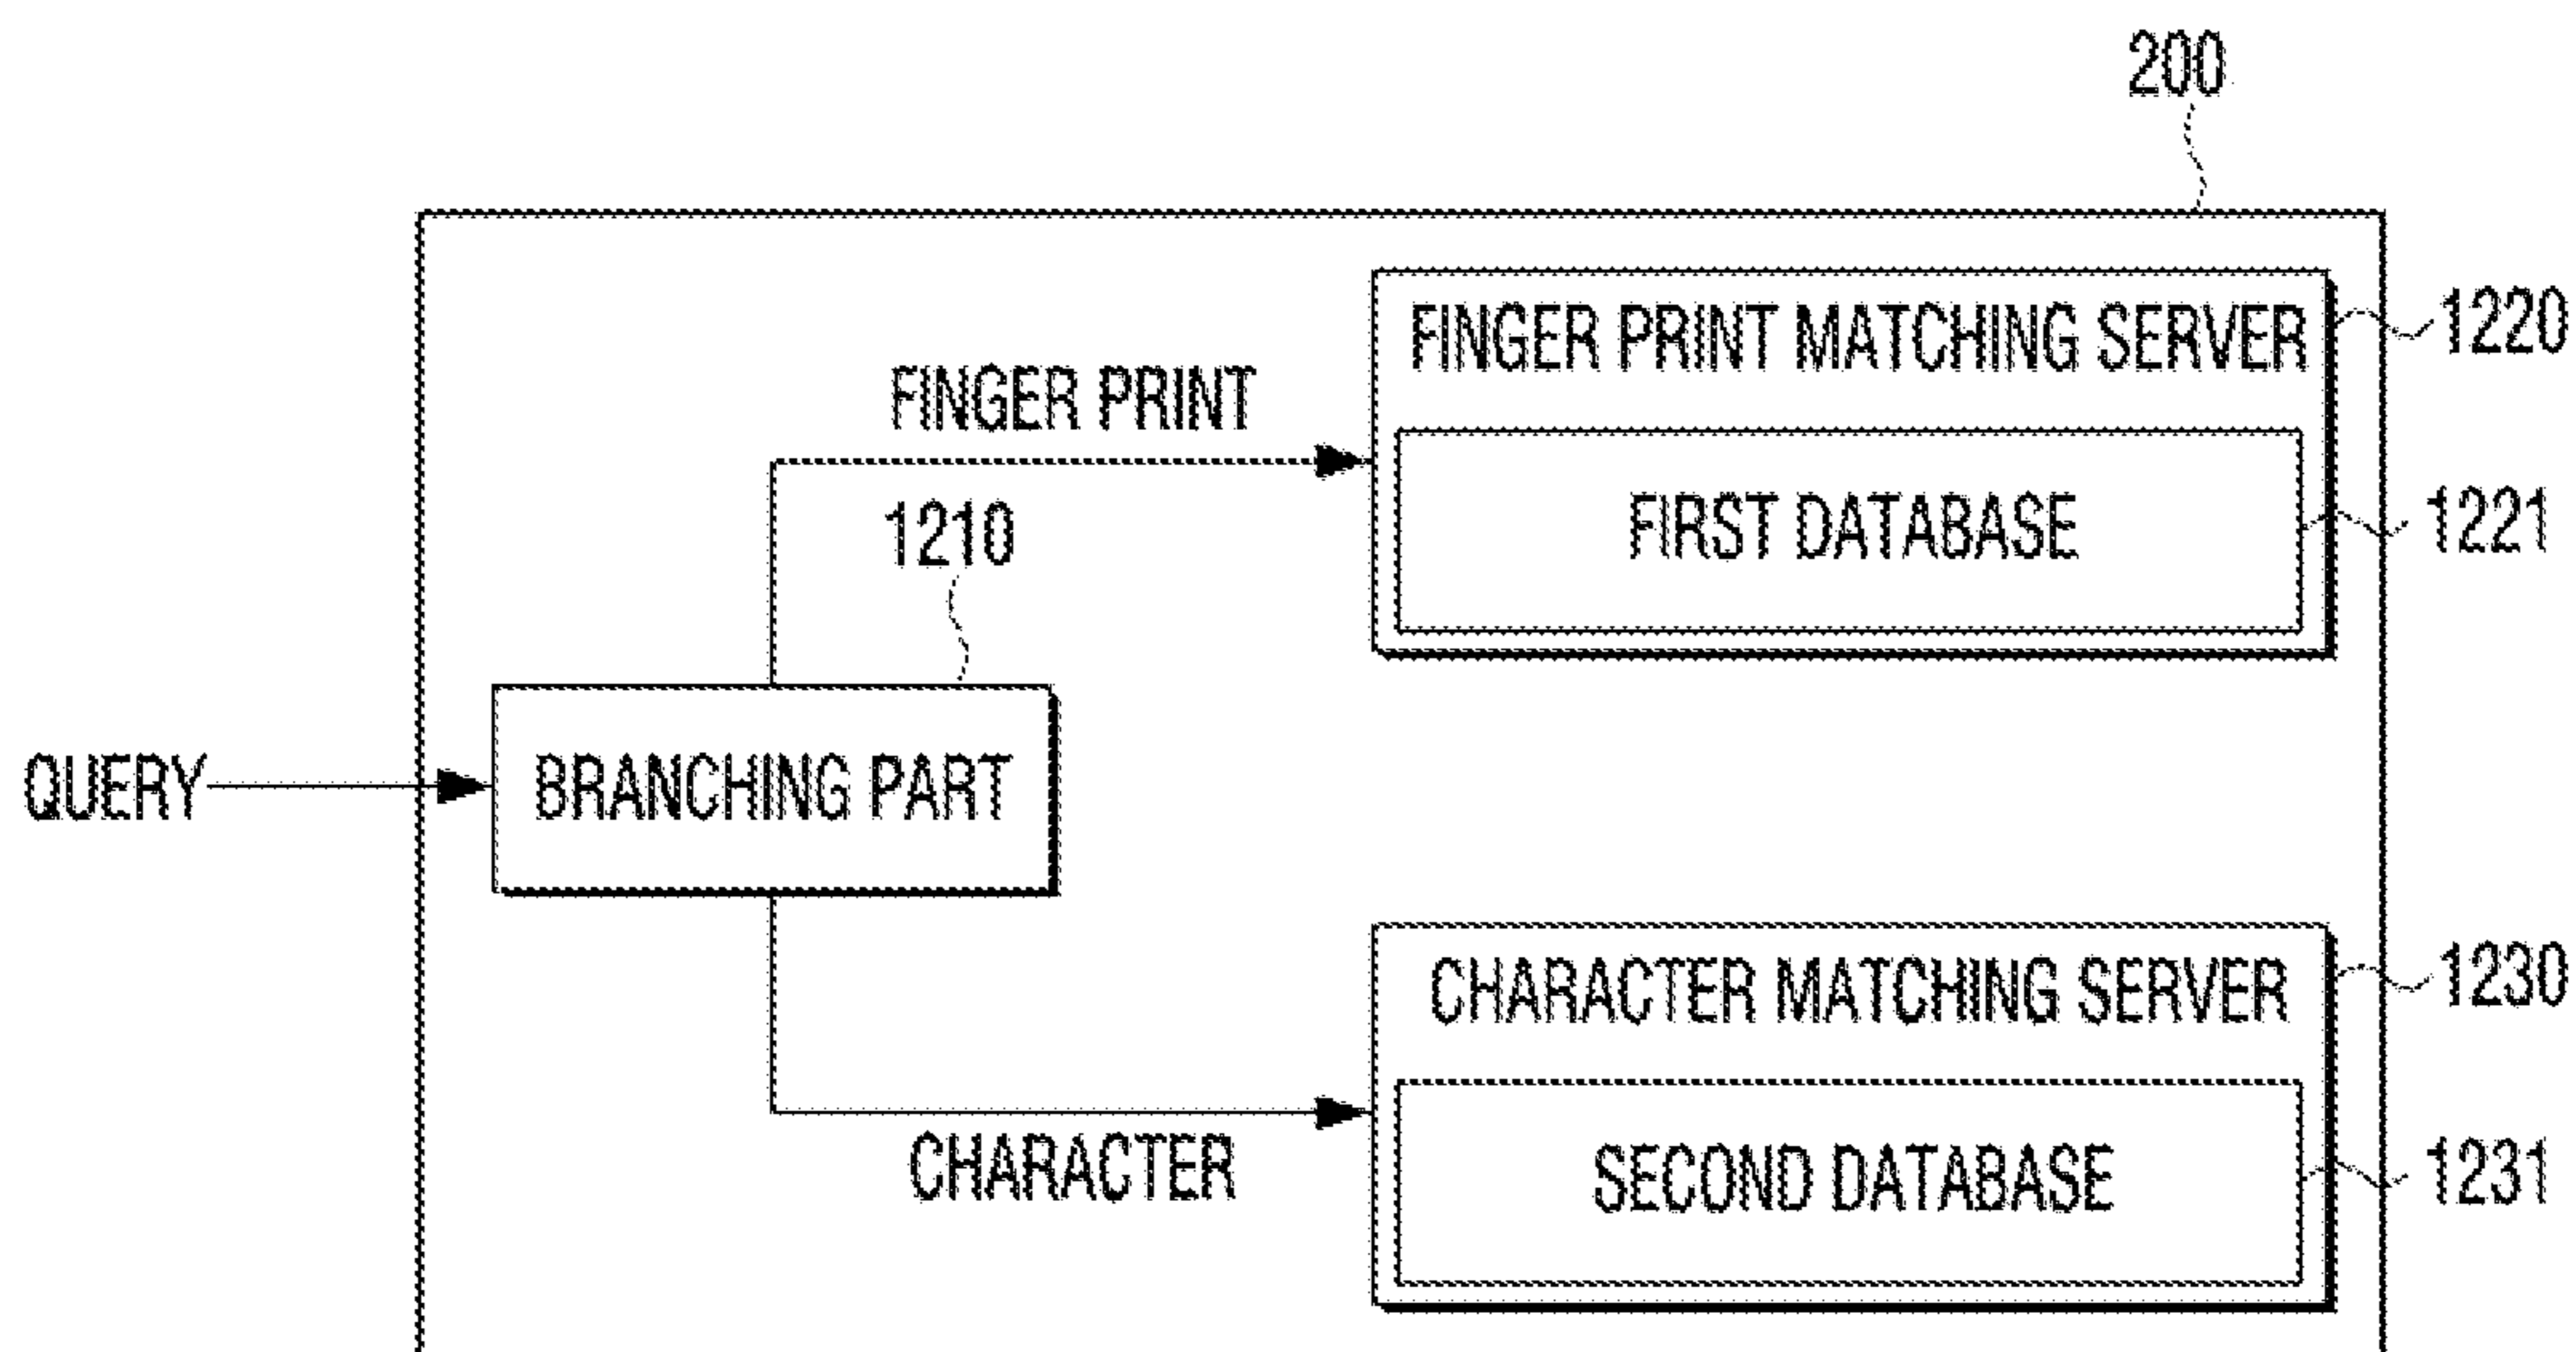 200
FINGER PRINT MATCHING SERVER
1220
FINGER PRINT
FIRST DATABASE
1221
1210
QUERY
BRANCHING PART
CHARACTER MATCHING SERVER
1230
CHARACTER
SECOND DATABASE
1231